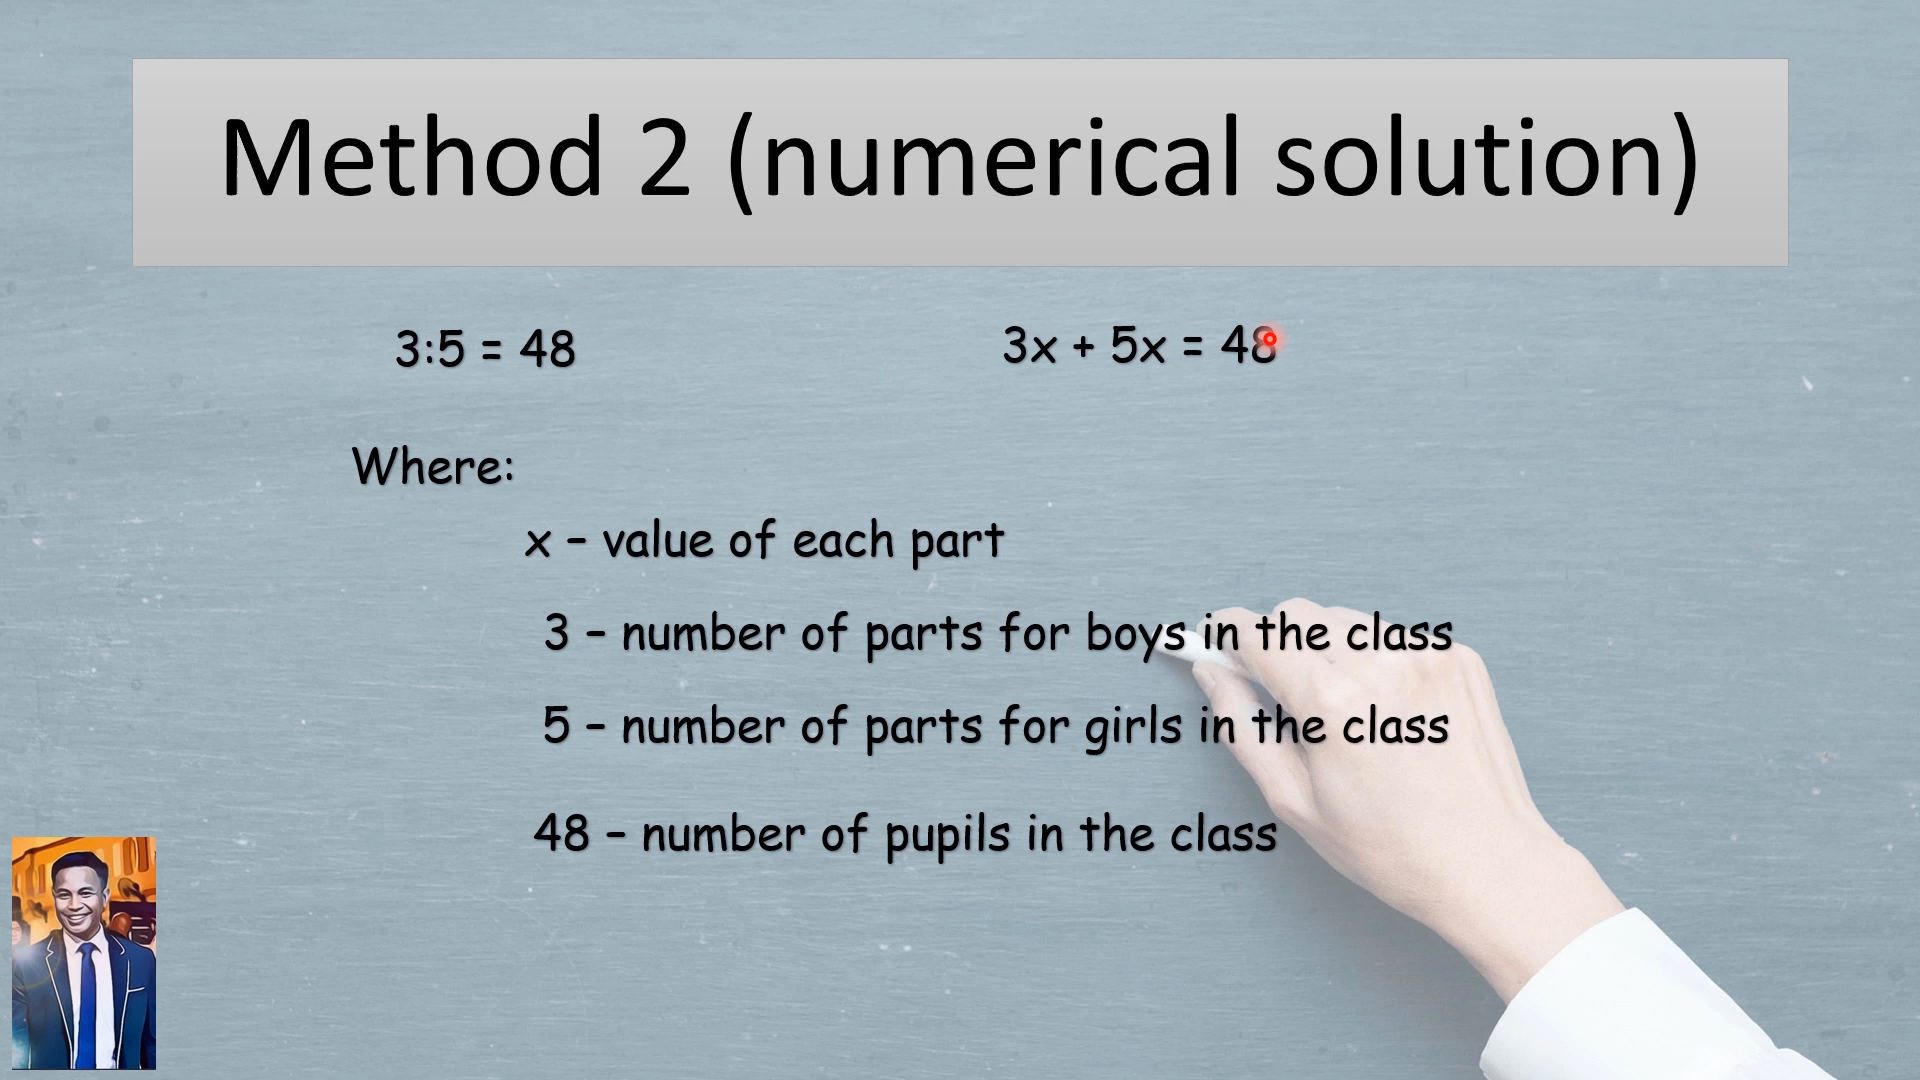 Method 2 (numerical solution)
3:5 = 48
3x + 5x = 48
Where:
x – value of each part
3 – number of parts for boys in the class
5 – number of parts for girls in the class
48 – number of pupils in the class